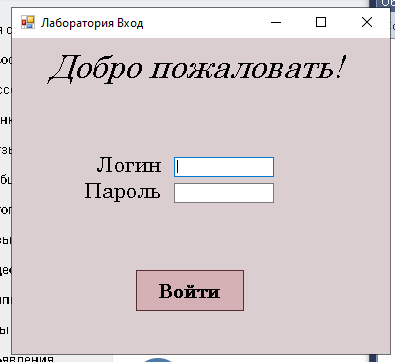 Лаборатория Вход
Добро пожаловать!
Логин
Пароль
Войти